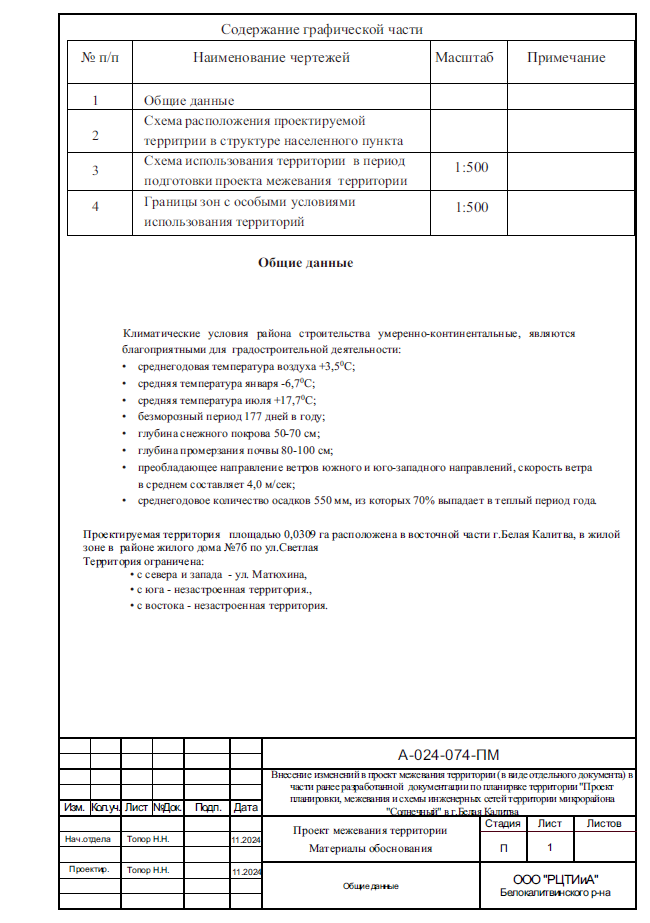 Содержание графической части
№ п/п Наименование чертежей Масштаб Примечание
1 Общие данные
2 Схема расположения проектируемой
территрии в структуре населенного пункта
3 Схема использования территории в период
подготовки проекта межевания территории 1:500
4 Границы зон с особыми условиями
использования территорий 1:500
Общие данные
Климатические условия района строительства умеренно-континентальные, являются
благоприятными для градостроительной деятельности:
• среднегодовая температура воздуха +3,5⁰С;
• средняя температура января -6,7⁰С;
• средняя температура июля +17,7⁰С;
• безморозный период 177 дней в году;
• глубина снежного покрова 50-70 см;
• глубина промерзания почвы 80-100 см;
• преобладающее направление ветров южного и юго-западного направлений, скорость ветра
в среднем составляет 4,0 м/сек;
• среднегодовое количество осадков 550 мм, из которых 70% выпадает в теплый период года.
Проектируемая территория площадью 0,0309 га расположена в восточной части г.Белая Калитва, в жилой
зоне в районе жилого дома №7б по ул.Светлая
Территория ограничена:
• с севера и запада - ул. Матюхина,
• с юга - незастроенная территория.,
• с востока - незастроенная территория.
А-024-074-ПМ
Внесение изменений в проект межевания территории (в виде отдельного документа) в
части ранее разработанной документации по планирвке территории "Проект
планировки, межевания и схемы инженерных сетей территории микрорайона
"Солнечный" в г.Белая Калитва
Изм. Кол.уч. Лист №Док. Подп. Дата
Нач.отдела Топор Н.Н. 11.2024
Проектир. Топор Н.Н. 11.2024
Проект межевания территории
Материалы обоснования
Стадия Лист Листов
П 1
Общие данные
ООО "РЦТИиА"
Белокалитвинского р-на